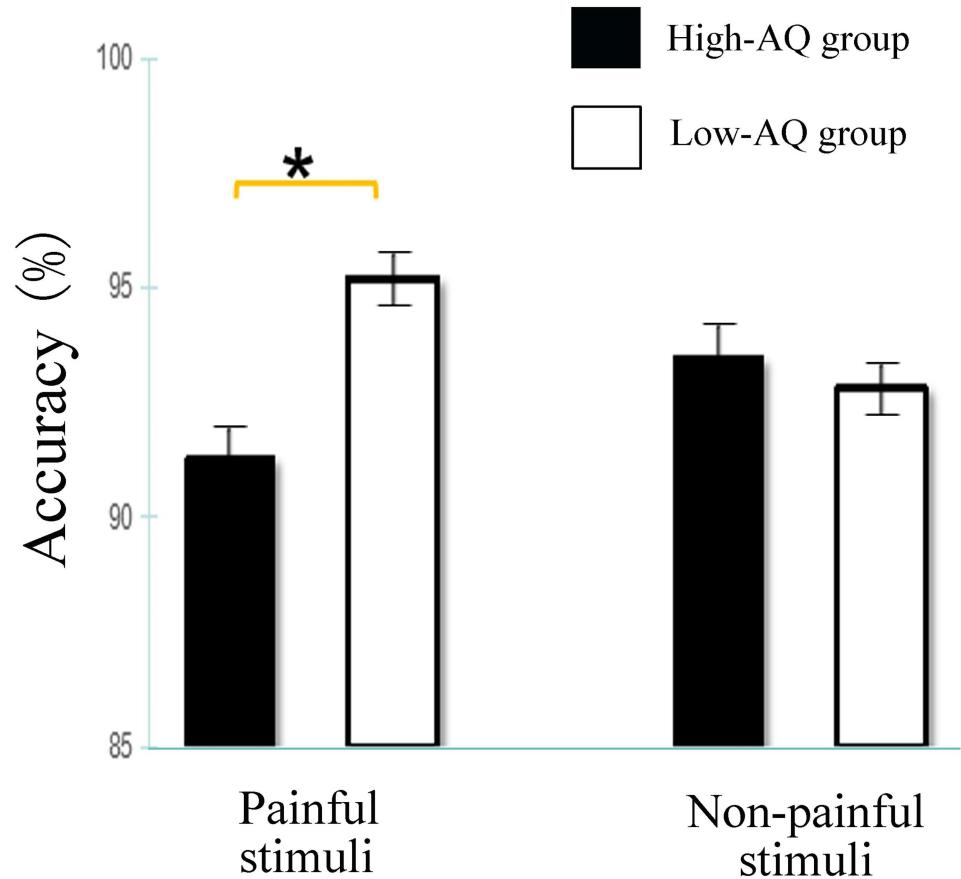 High-AQ group
Low-AQ group
100
95
90
85
Accuracy (%)
*
Painful
stimuli
Non-painful
stimuli